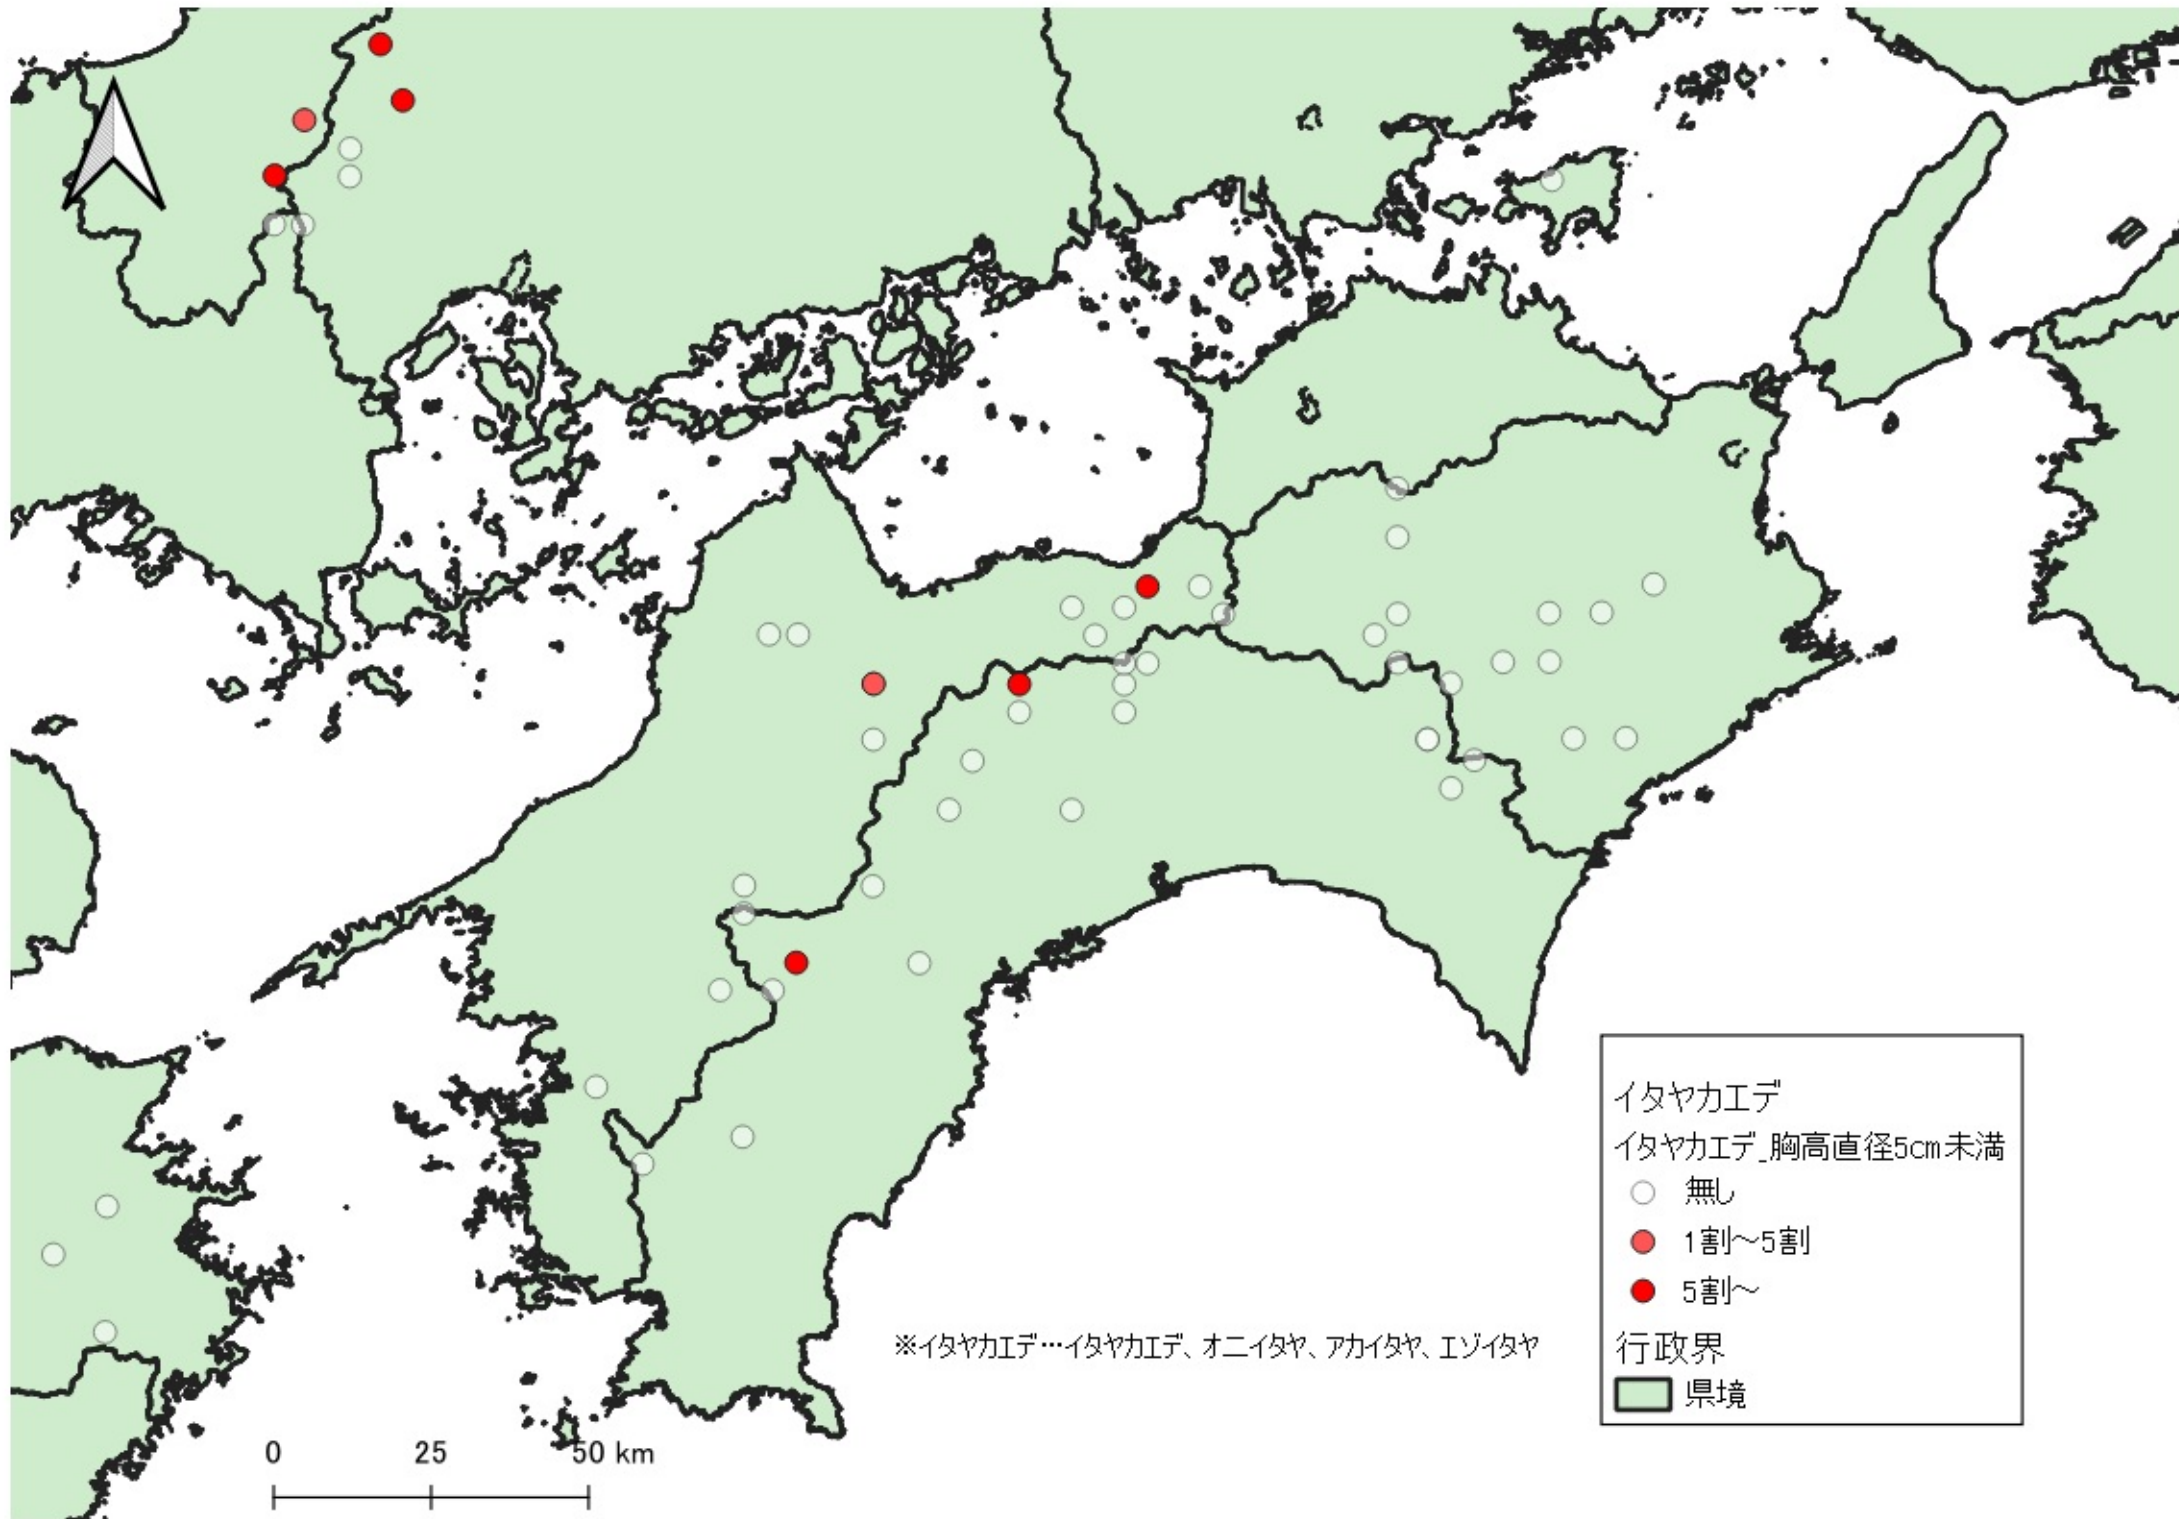 イタヤカエデ
イタヤカエデ_胸高直径5cm未満
無し
1割～5割
5割～
行政界
県境
※イタヤカエデ…イタヤカエデ、オニイタヤ、アカイタヤ、エゾイタヤ
0 25 50 km